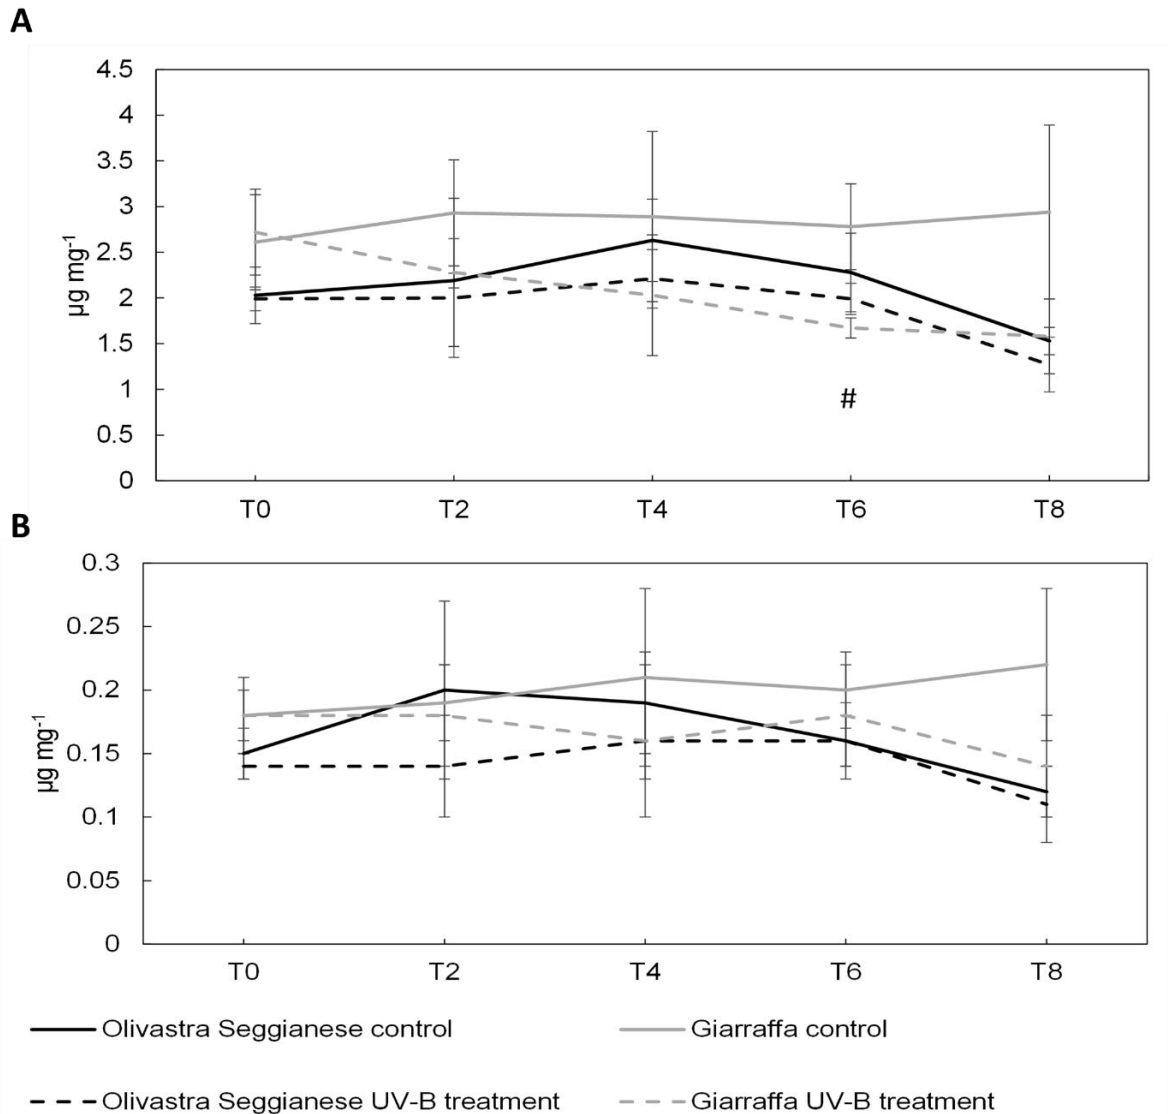 A
4.5
4
3.5
3
2.5
2
1.5
1
0.5
0
µg mg⁻¹
#
T0 T2 T4 T6 T8
B
0.3
0.25
0.2
0.15
0.1
0.05
0
µg mg⁻¹
T0 T2 T4 T6 T8
Olivastra Seggianese control Giarraffa control
Olivastra Seggianese UV-B treatment Giarraffa UV-B treatment